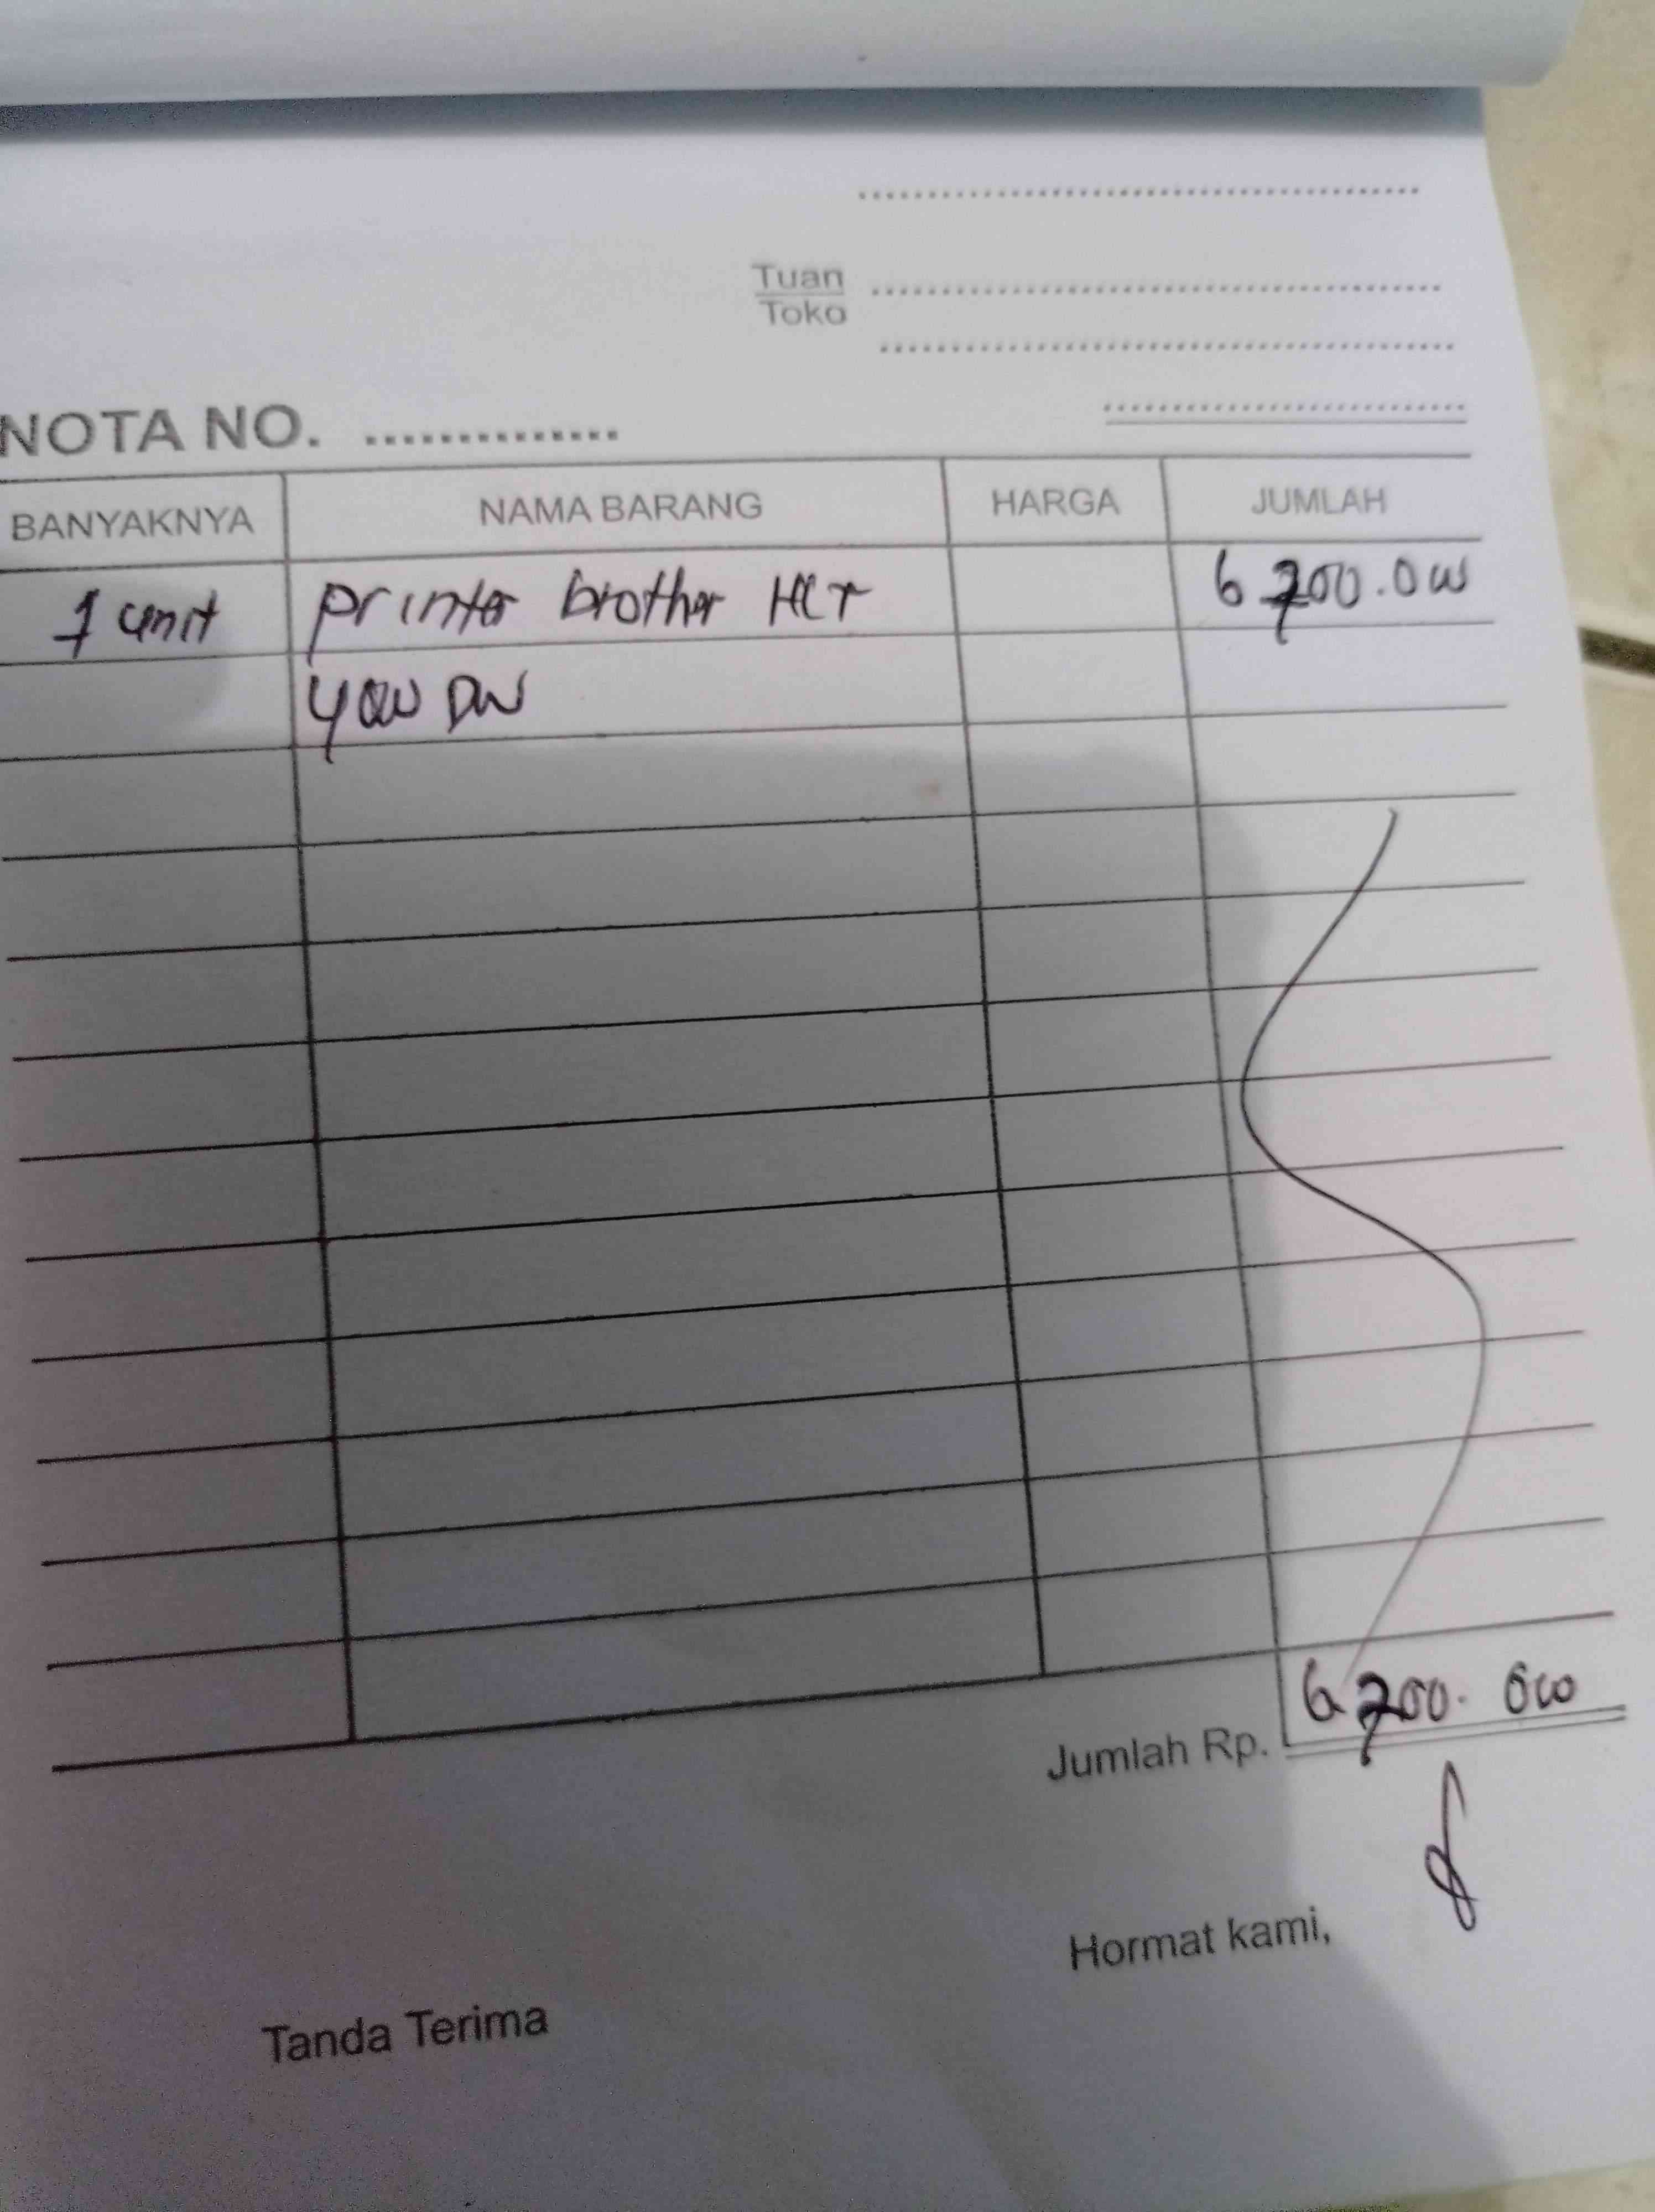 Tuan
Toko
NOTA NO. ..............
BANYAKNYA NAMA BARANG HARGA JUMLAH
1 unit printer brother HLT 6 700.000
4000 DW
Jumlah Rp. 6 700. 000
Hormat kami,
Tanda Terima